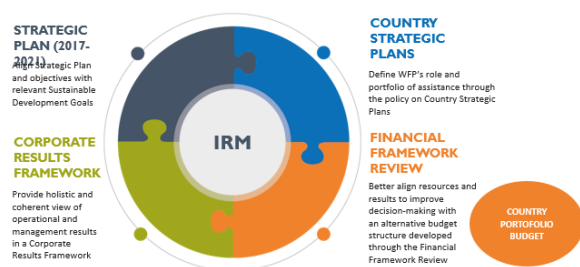 STRATEGIC
PLAN (2017-
2021)
Align Strategic Plan
and objectives with
relevant Sustainable
Development Goals
COUNTRY
STRATEGIC
PLANS
Define WFP's role and
portfolio of assistance through
the policy on Country Strategic
Plans
IRM
CORPORATE
RESULTS
FRAMEWORK
Provide holistic and
coherent view of
operational and
management results
in a Corporate
Results Framework
FINANCIAL
FRAMEWORK
REVIEW
Better align resources and
results to improve
decision-making with
an alternative budget
structure developed
through the Financial
Framework Review
COUNTRY
PORTOFOLIO
BUDGET